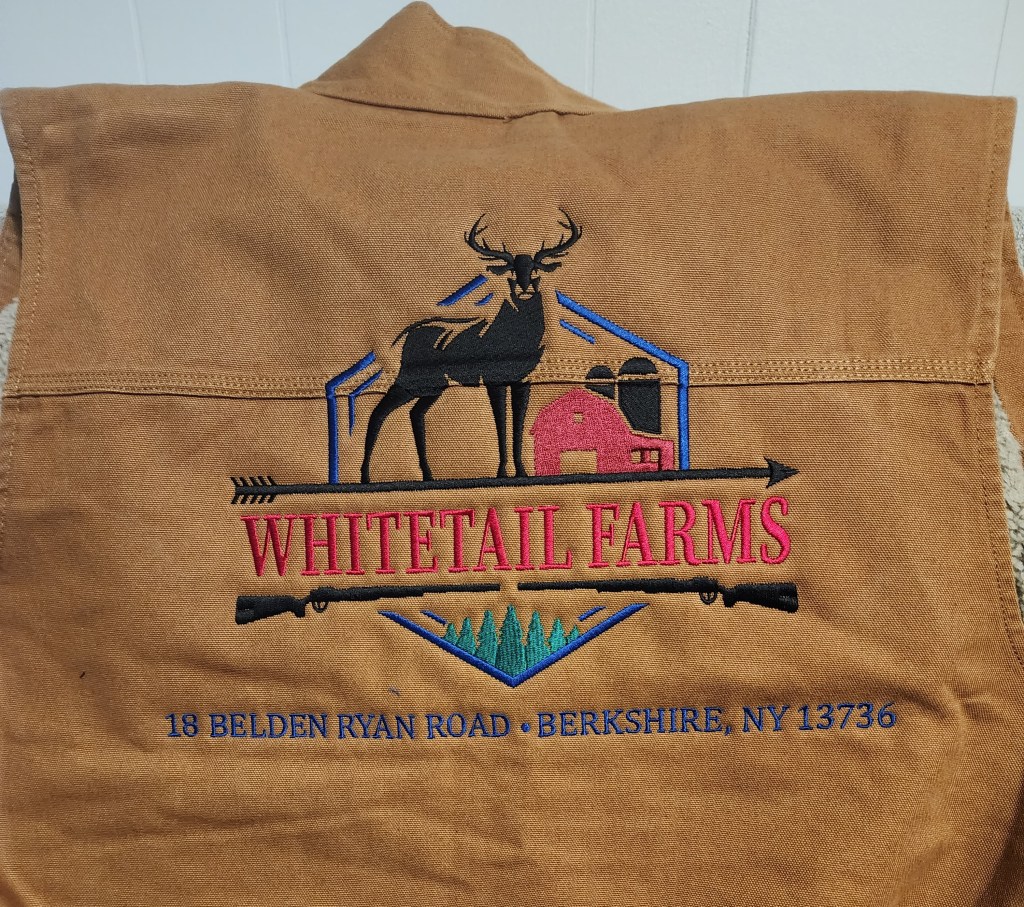 WHITETAIL FARMS
18 BELDEN RYAN ROAD • BERKSHIRE, NY 13736